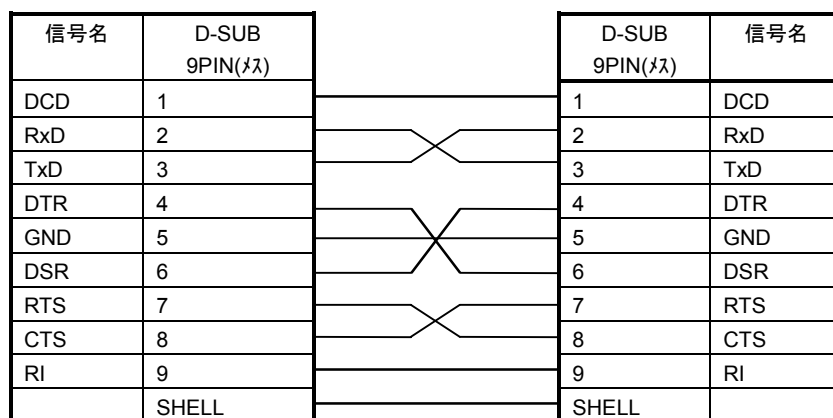 信号名 D-SUB 9PIN(ﾒｽ) D-SUB 9PIN(ﾒｽ) 信号名
DCD 1 1 DCD
RxD 2 2 RxD
TxD 3 3 TxD
DTR 4 4 DTR
GND 5 5 GND
DSR 6 6 DSR
RTS 7 7 RTS
CTS 8 8 CTS
RI 9 9 RI
SHELL SHELL